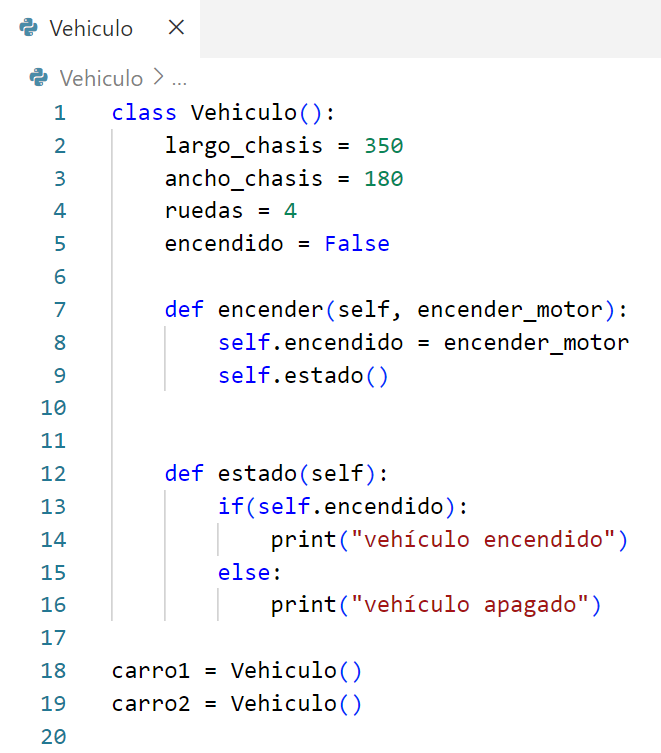 Vehiculo ×
Vehiculo > ...
1 class Vehiculo():
2     largo_chasis = 350
3     ancho_chasis = 180
4     ruedas = 4
5     encendido = False
6
7     def encender(self, encender_motor):
8         self.encendido = encender_motor
9         self.estado()
10
11
12     def estado(self):
13         if(self.encendido):
14             print("vehículo encendido")
15         else:
16             print("vehículo apagado")
17
18 carro1 = Vehiculo()
19 carro2 = Vehiculo()
20